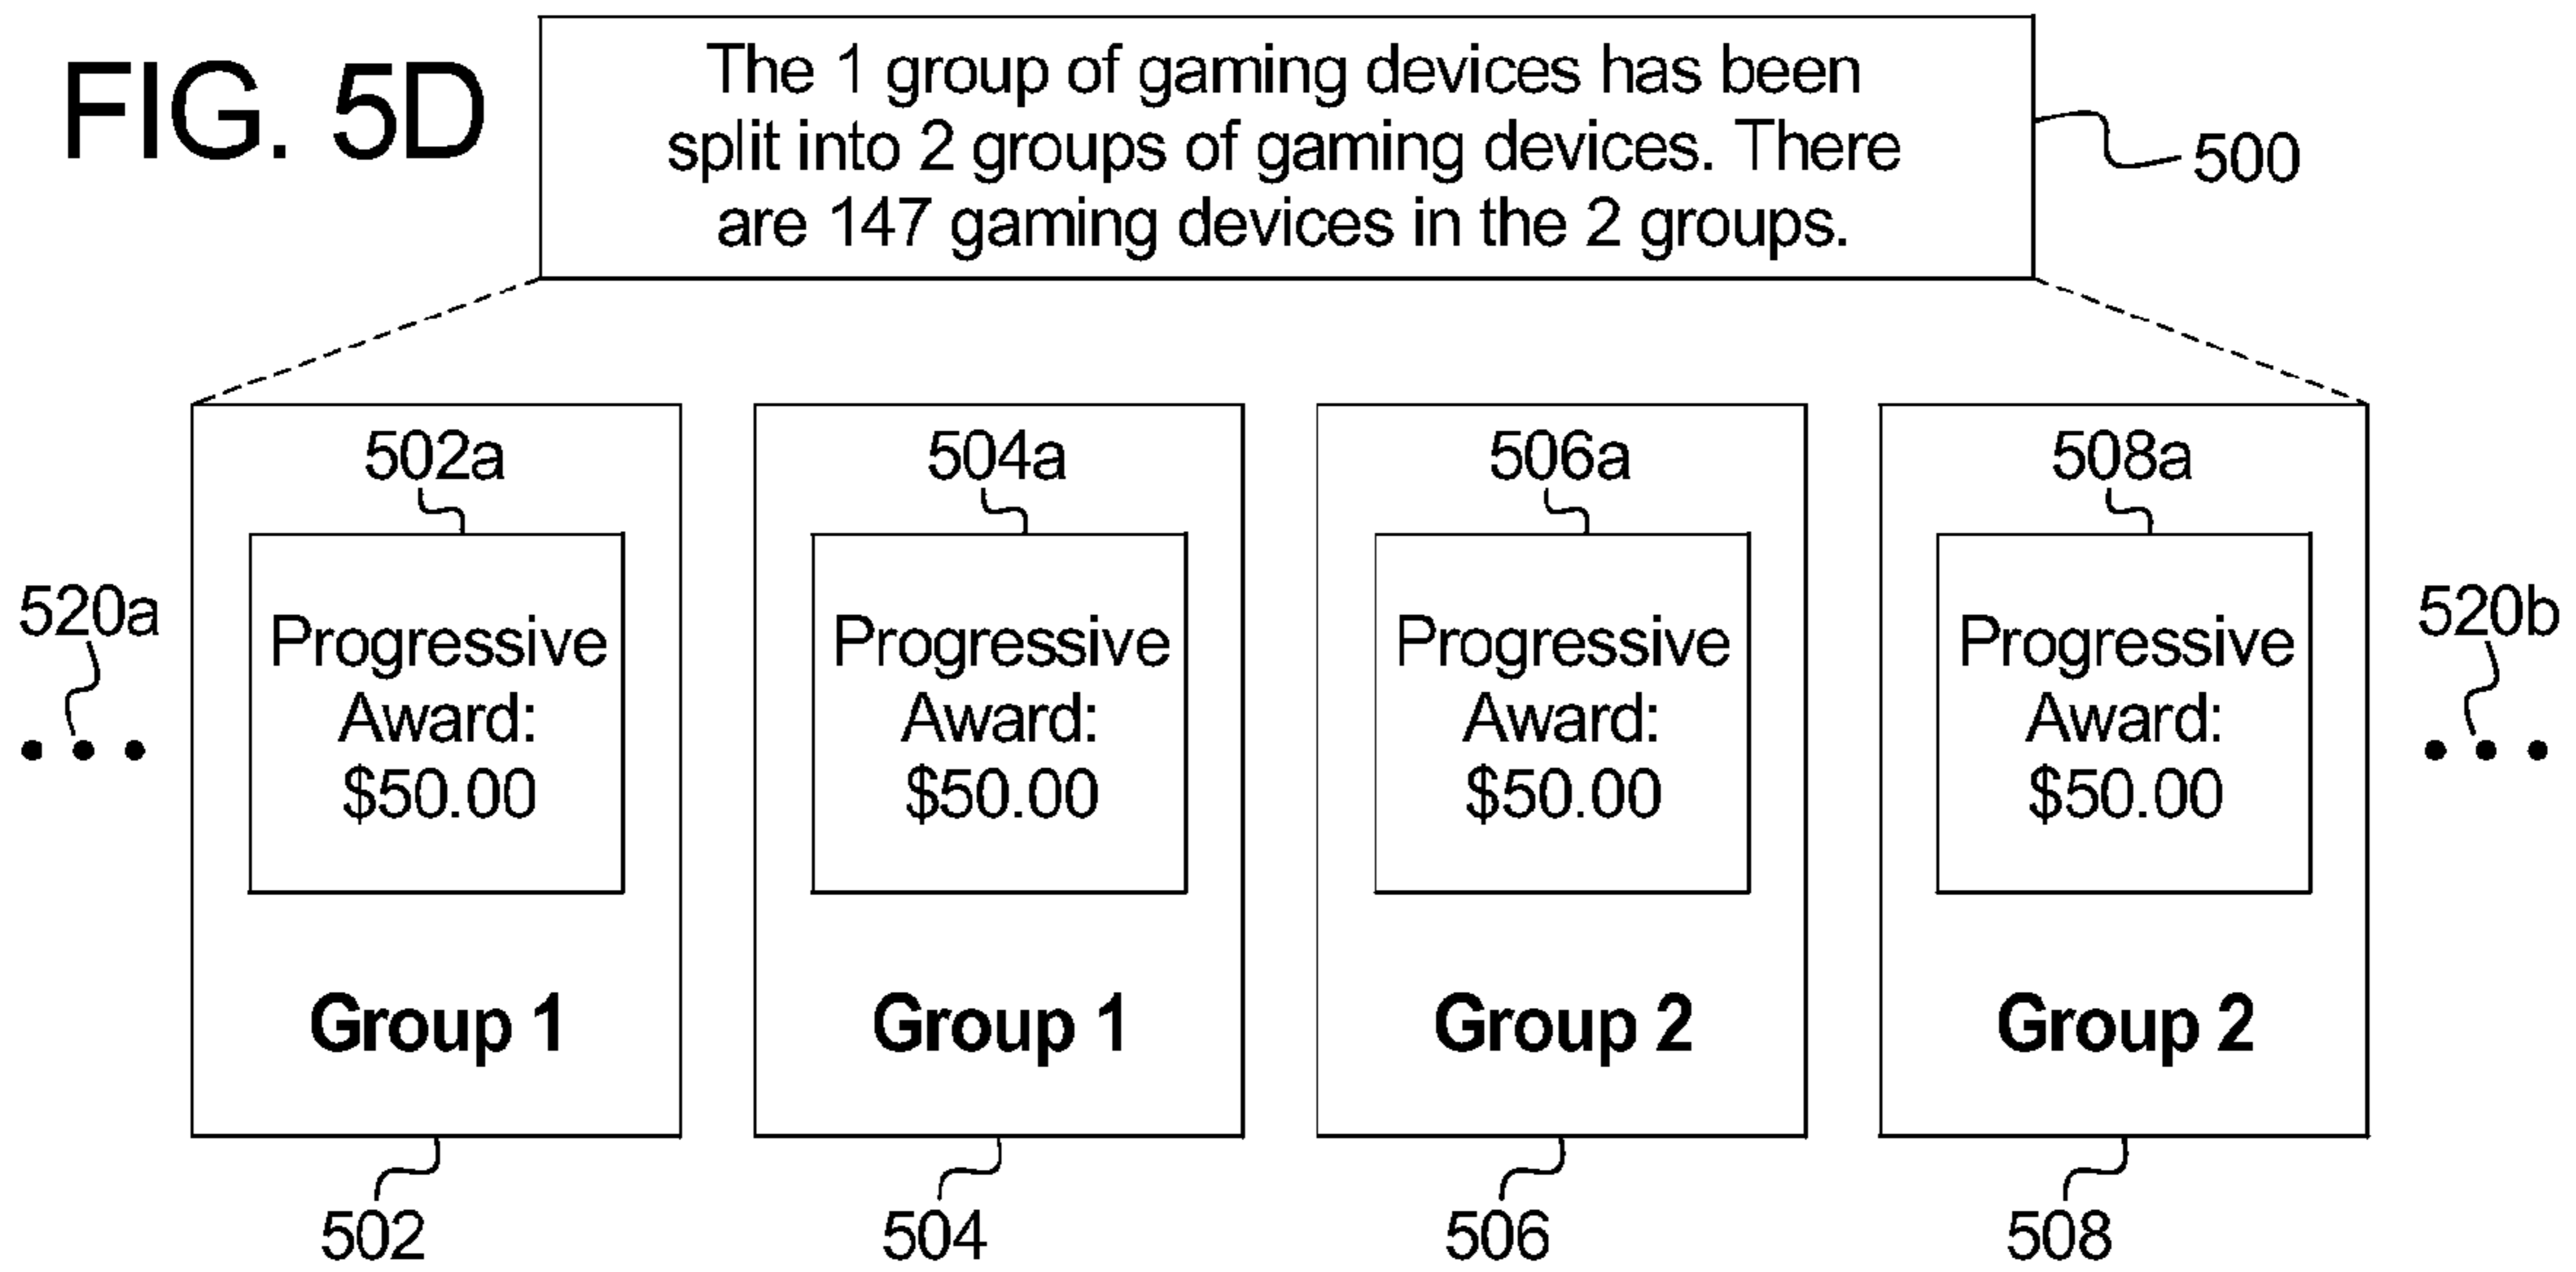 FIG. 5D
The 1 group of gaming devices has been
split into 2 groups of gaming devices. There
are 147 gaming devices in the 2 groups.
500
502a
504a
506a
508a
520a
520b
Progressive
Award:
$50.00
Progressive
Award:
$50.00
Progressive
Award:
$50.00
Progressive
Award:
$50.00
Group 1
Group 1
Group 2
Group 2
502
504
506
508